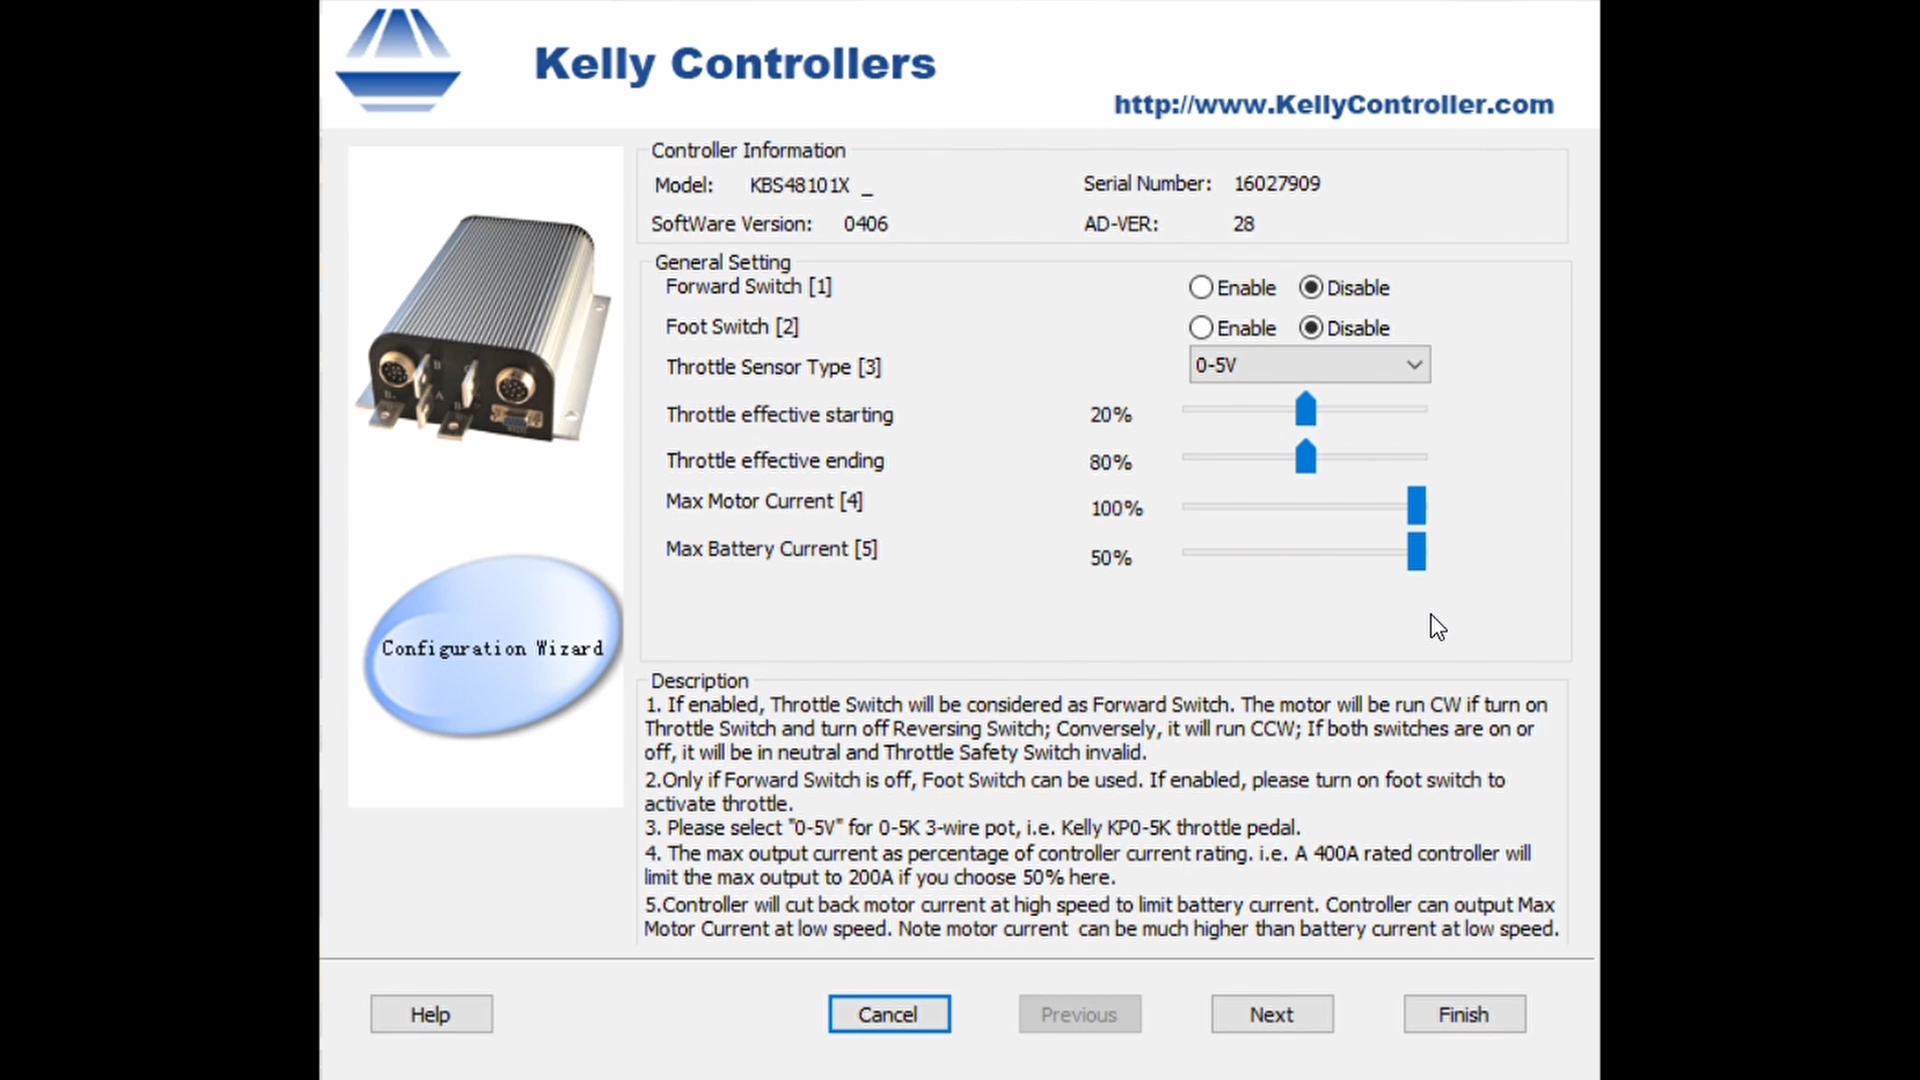 Kelly Controllers
http://www.KellyController.com
Controller Information
Model: KBS48101X _
Serial Number: 16027909
SoftWare Version: 0406
AD-VER: 28
General Setting
Forward Switch [1]
Enable Disable
Foot Switch [2]
Enable Disable
Throttle Sensor Type [3]
0-5V
Throttle effective starting 20%
Throttle effective ending 80%
Max Motor Current [4] 100%
Max Battery Current [5] 50%
Configuration Wizard
Description
1. If enabled, Throttle Switch will be considered as Forward Switch. The motor will be run CW if turn on
Throttle Switch and turn off Reversing Switch; Conversely, it will run CCW; If both switches are on or
off, it will be in neutral and Throttle Safety Switch invalid.
2.Only if Forward Switch is off, Foot Switch can be used. If enabled, please turn on foot switch to
activate throttle.
3. Please select "0-5V" for 0-5K 3-wire pot, i.e. Kelly KP0-5K throttle pedal.
4. The max output current as percentage of controller current rating. i.e. A 400A rated controller will
limit the max output to 200A if you choose 50% here.
5.Controller will cut back motor current at high speed to limit battery current. Controller can output Max
Motor Current at low speed. Note motor current can be much higher than battery current at low speed.
Help
Cancel
Previous
Next
Finish